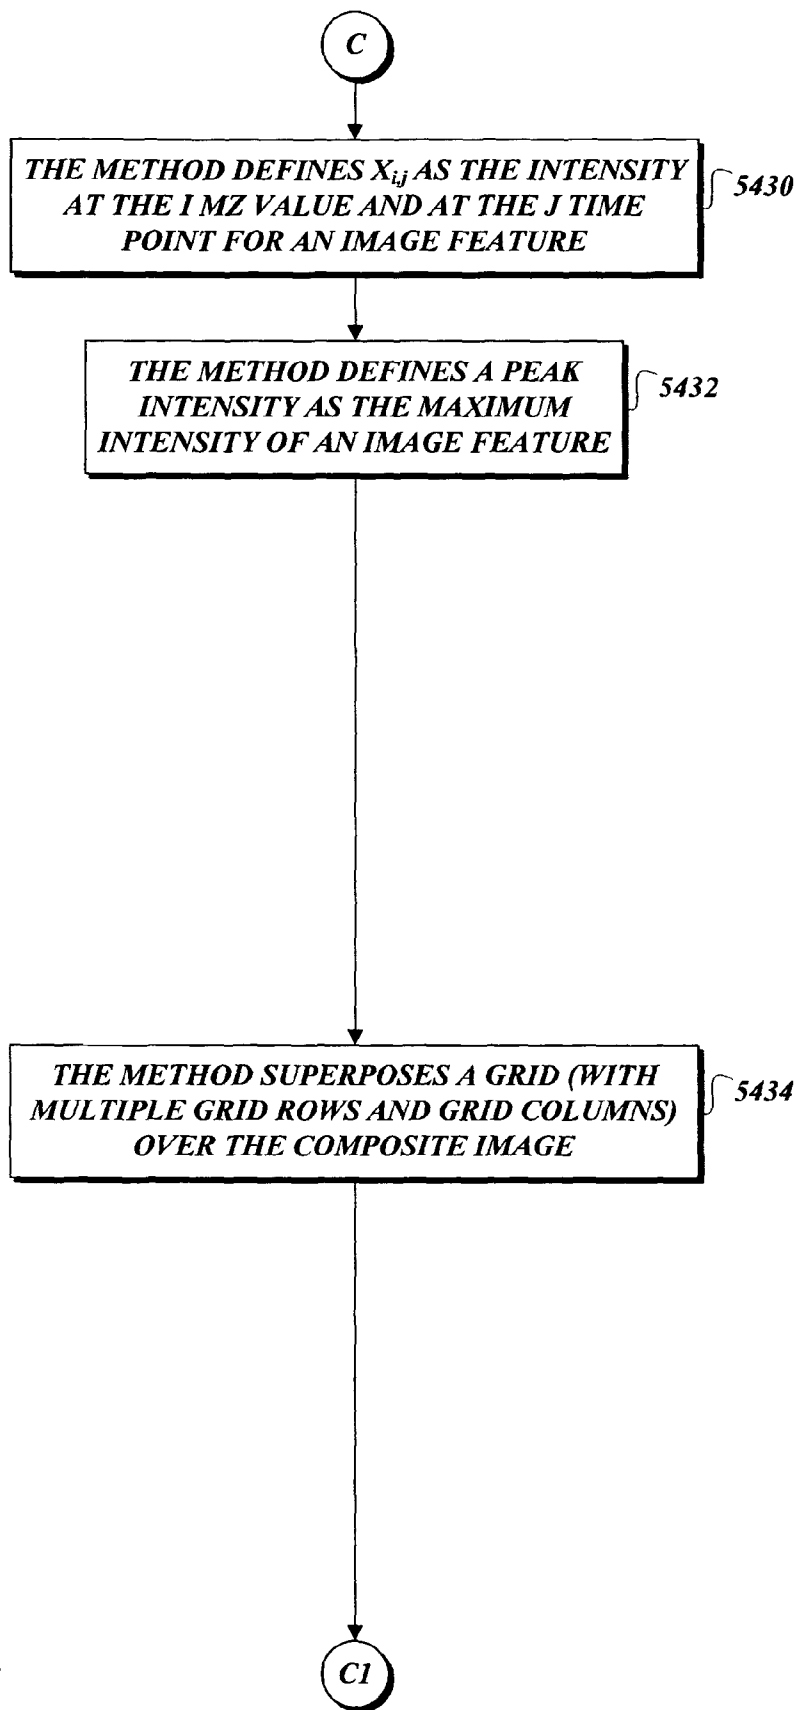 C
THE METHOD DEFINES X_{i,j} AS THE INTENSITY
AT THE I MZ VALUE AND AT THE J TIME
POINT FOR AN IMAGE FEATURE
5430
THE METHOD DEFINES A PEAK
INTENSITY AS THE MAXIMUM
INTENSITY OF AN IMAGE FEATURE
5432
THE METHOD SUPERPOSES A GRID (WITH
MULTIPLE GRID ROWS AND GRID COLUMNS)
OVER THE COMPOSITE IMAGE
5434
C1